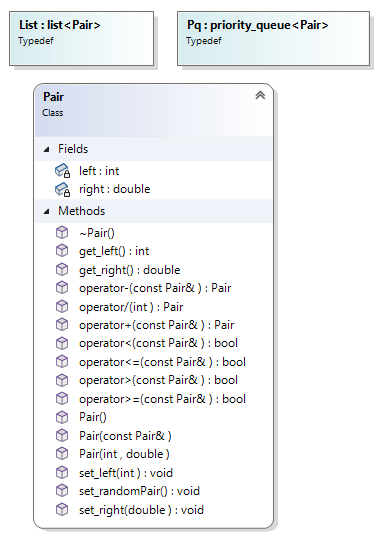 List : list<Pair>
Typedef
Pq : priority_queue<Pair>
Typedef
Pair
Class
Fields
left : int
right : double
Methods
~Pair()
get_left() : int
get_right() : double
operator-(const Pair& ) : Pair
operator/(int ) : Pair
operator+(const Pair& ) : Pair
operator<(const Pair& ) : bool
operator<=(const Pair& ) : bool
operator>(const Pair& ) : bool
operator>=(const Pair& ) : bool
Pair()
Pair(const Pair& )
Pair(int , double )
set_left(int ) : void
set_randomPair() : void
set_right(double ) : void